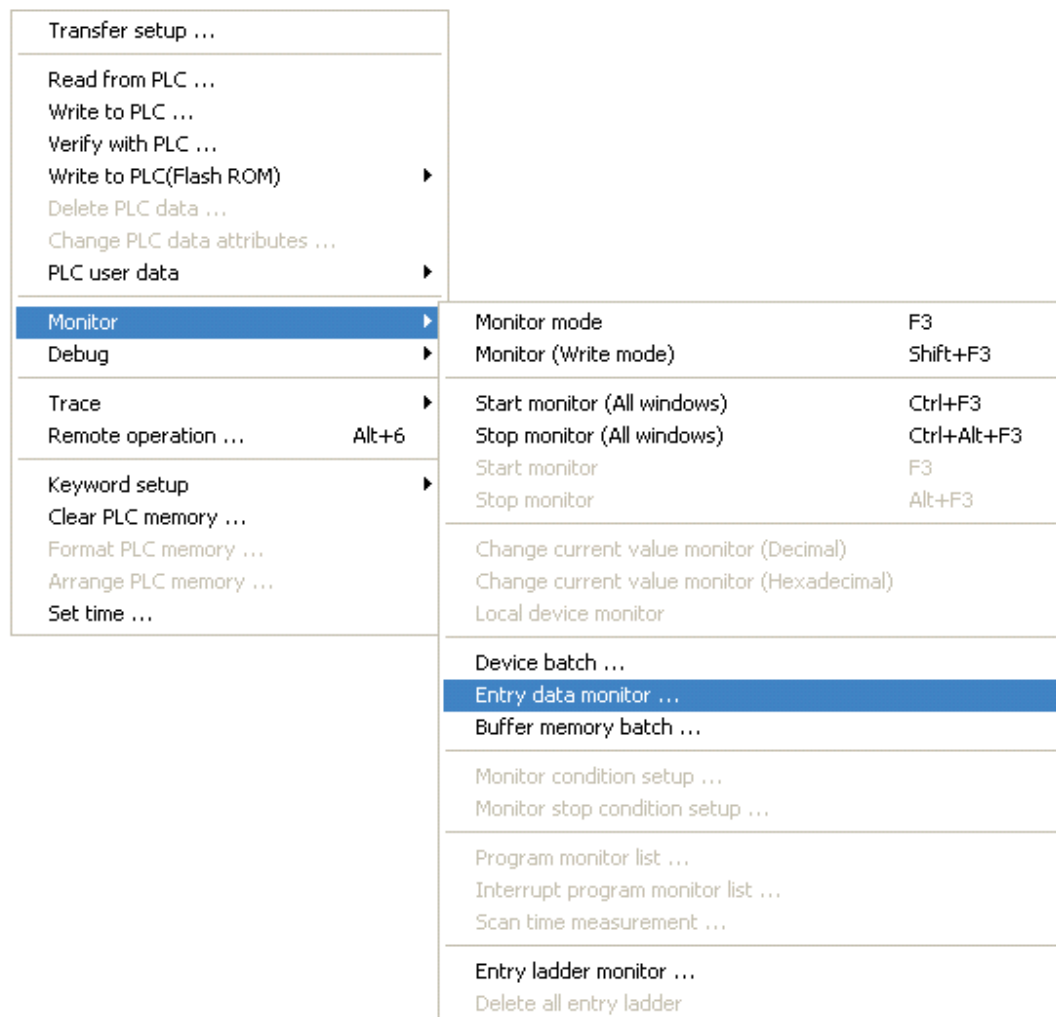 Transfer setup ...
Read from PLC ...
Write to PLC ...
Verify with PLC ...
Write to PLC(Flash ROM)
Delete PLC data ...
Change PLC data attributes ...
PLC user data
Monitor
Debug
Trace
Remote operation ... Alt+6
Keyword setup
Clear PLC memory ...
Format PLC memory ...
Arrange PLC memory ...
Set time ...
Monitor mode F3
Monitor (Write mode) Shift+F3
Start monitor (All windows) Ctrl+F3
Stop monitor (All windows) Ctrl+Alt+F3
Start monitor F3
Stop monitor Alt+F3
Change current value monitor (Decimal)
Change current value monitor (Hexadecimal)
Local device monitor
Device batch ...
Entry data monitor ...
Buffer memory batch ...
Monitor condition setup ...
Monitor stop condition setup ...
Program monitor list ...
Interrupt program monitor list ...
Scan time measurement ...
Entry ladder monitor ...
Delete all entry ladder